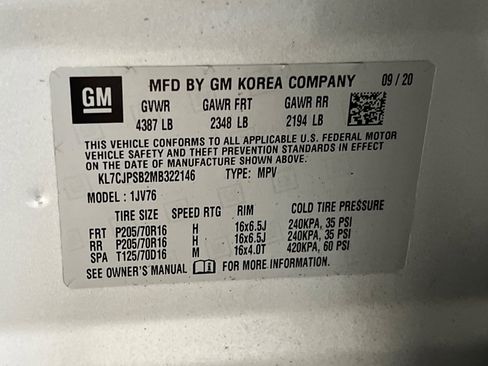 GM MFD BY GM KOREA COMPANY 09/20
GVWR GAWR FRT GAWR RR
4387 LB 2348 LB 2194 LB
THIS VEHICLE CONFORMS TO ALL APPLICABLE U.S. FEDERAL MOTOR
VEHICLE SAFETY AND THEFT PREVENTION STANDARDS IN EFFECT
ON THE DATE OF MANUFACTURE SHOWN ABOVE.
KL7CJPSB2MB322146 TYPE: MPV
MODEL: 1JV76
TIRE SIZE SPEED RTG RIM COLD TIRE PRESSURE
FRT P205/70R16 H 16x6.5J 240KPA, 35 PSI
RR P205/70R16 H 16x6.5J 240KPA, 35 PSI
SPA T125/70D16 M 16x4.0T 420KPA, 60 PSI
SEE OWNER'S MANUAL FOR MORE INFORMATION.